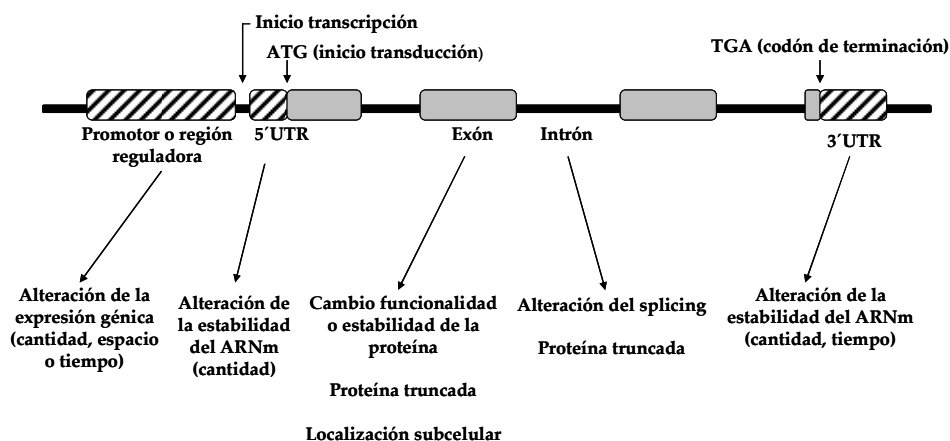 Inicio transcripción
ATG (inicio transducción)
TGA (codón de terminación)
Promotor o región
reguladora
5´UTR
Exón
Intrón
3´UTR
Alteración de la
expresión génica
(cantidad, espacio
o tiempo)
Alteración de
la estabilidad
del ARNm
(cantidad)
Cambio funcionalidad
o estabilidad de la
proteína
Proteína truncada
Localización subcelular
Alteración del splicing
Proteína truncada
Alteración de la
estabilidad del ARNm
(cantidad, tiempo)